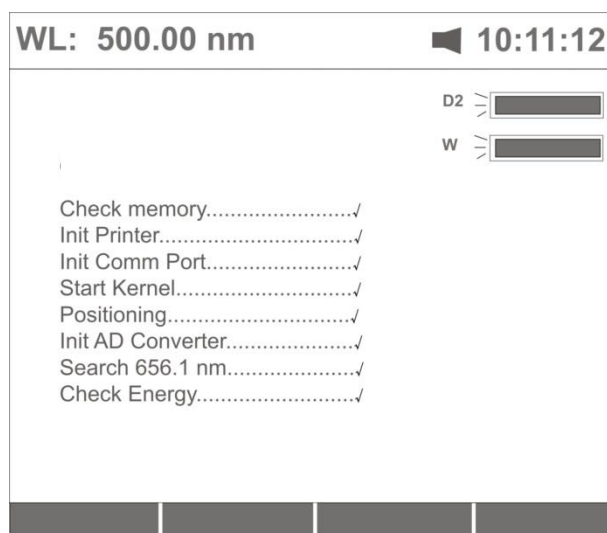 WL: 500.00 nm 10:11:12
D2
W
Check memory........................√
Init Printer................................√
Init Comm Port........................√
Start Kernel.............................√
Positioning..............................√
Init AD Converter.....................√
Search 656.1 nm.....................√
Check Energy..........................√